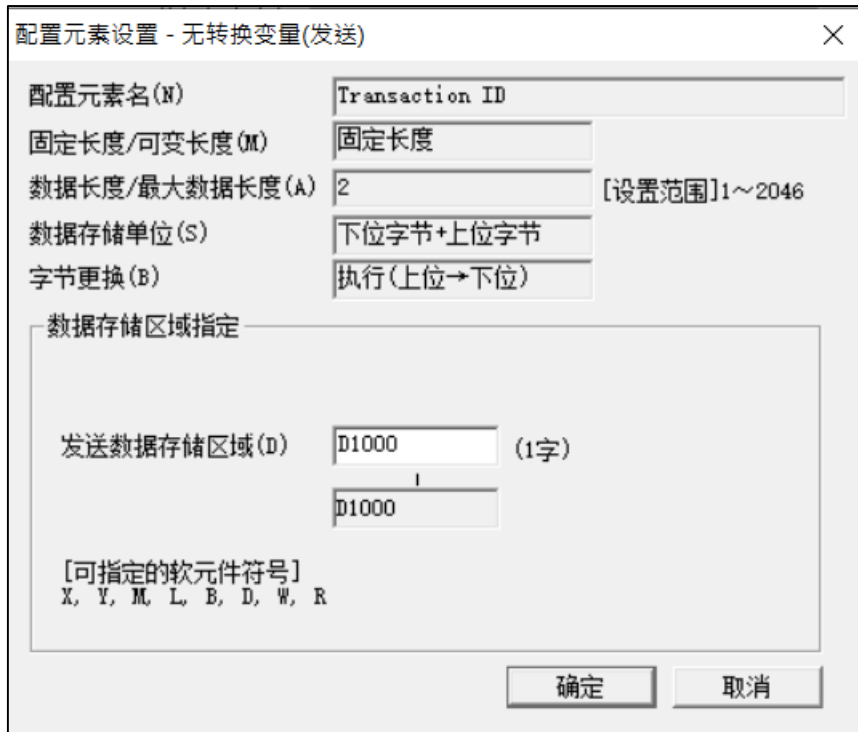 配置元素设置 - 无转换变量(发送)
配置元素名(N) Transaction ID
固定长度/可变长度(M) 固定长度
数据长度/最大数据长度(A) 2 [设置范围]1～2046
数据存储单位(S) 下位字节+上位字节
字节更换(B) 执行(上位→下位)
数据存储区域指定
发送数据存储区域(D) D1000 (1字)
D1000
[可指定的软元件符号]
X, Y, M, L, B, D, W, R
确定 取消